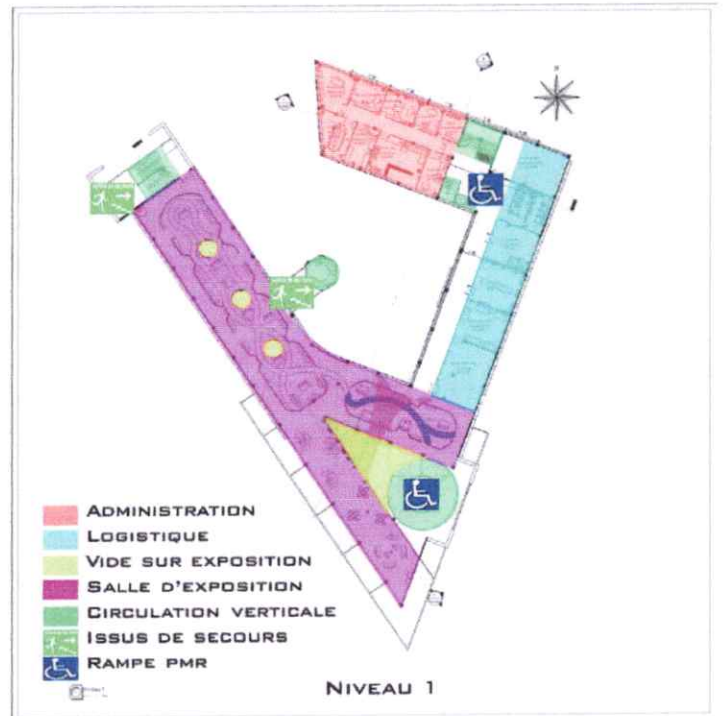 ADMINISTRATION
LOGISTIQUE
VIDE SUR EXPOSITION
SALLE D'EXPOSITION
CIRCULATION VERTICALE
ISSUS DE SECOURS
RAMPE PMR
NIVEAU 1